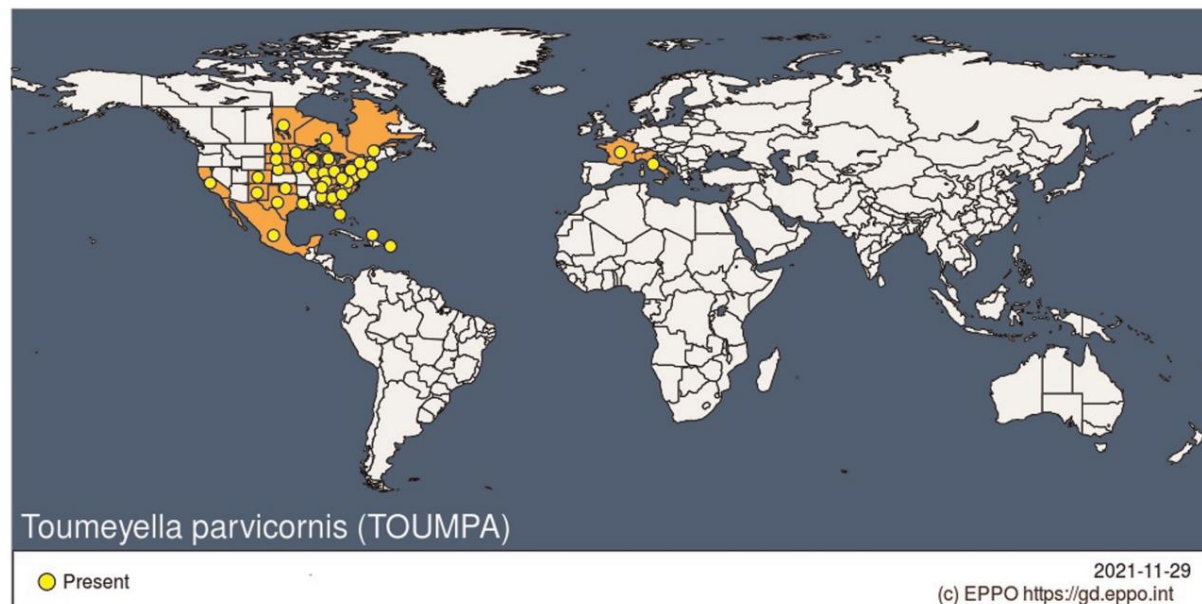 Toumeyella parvicornis (TOUMPA)
Present
2021-11-29
(c) EPPO https://gd.eppo.int